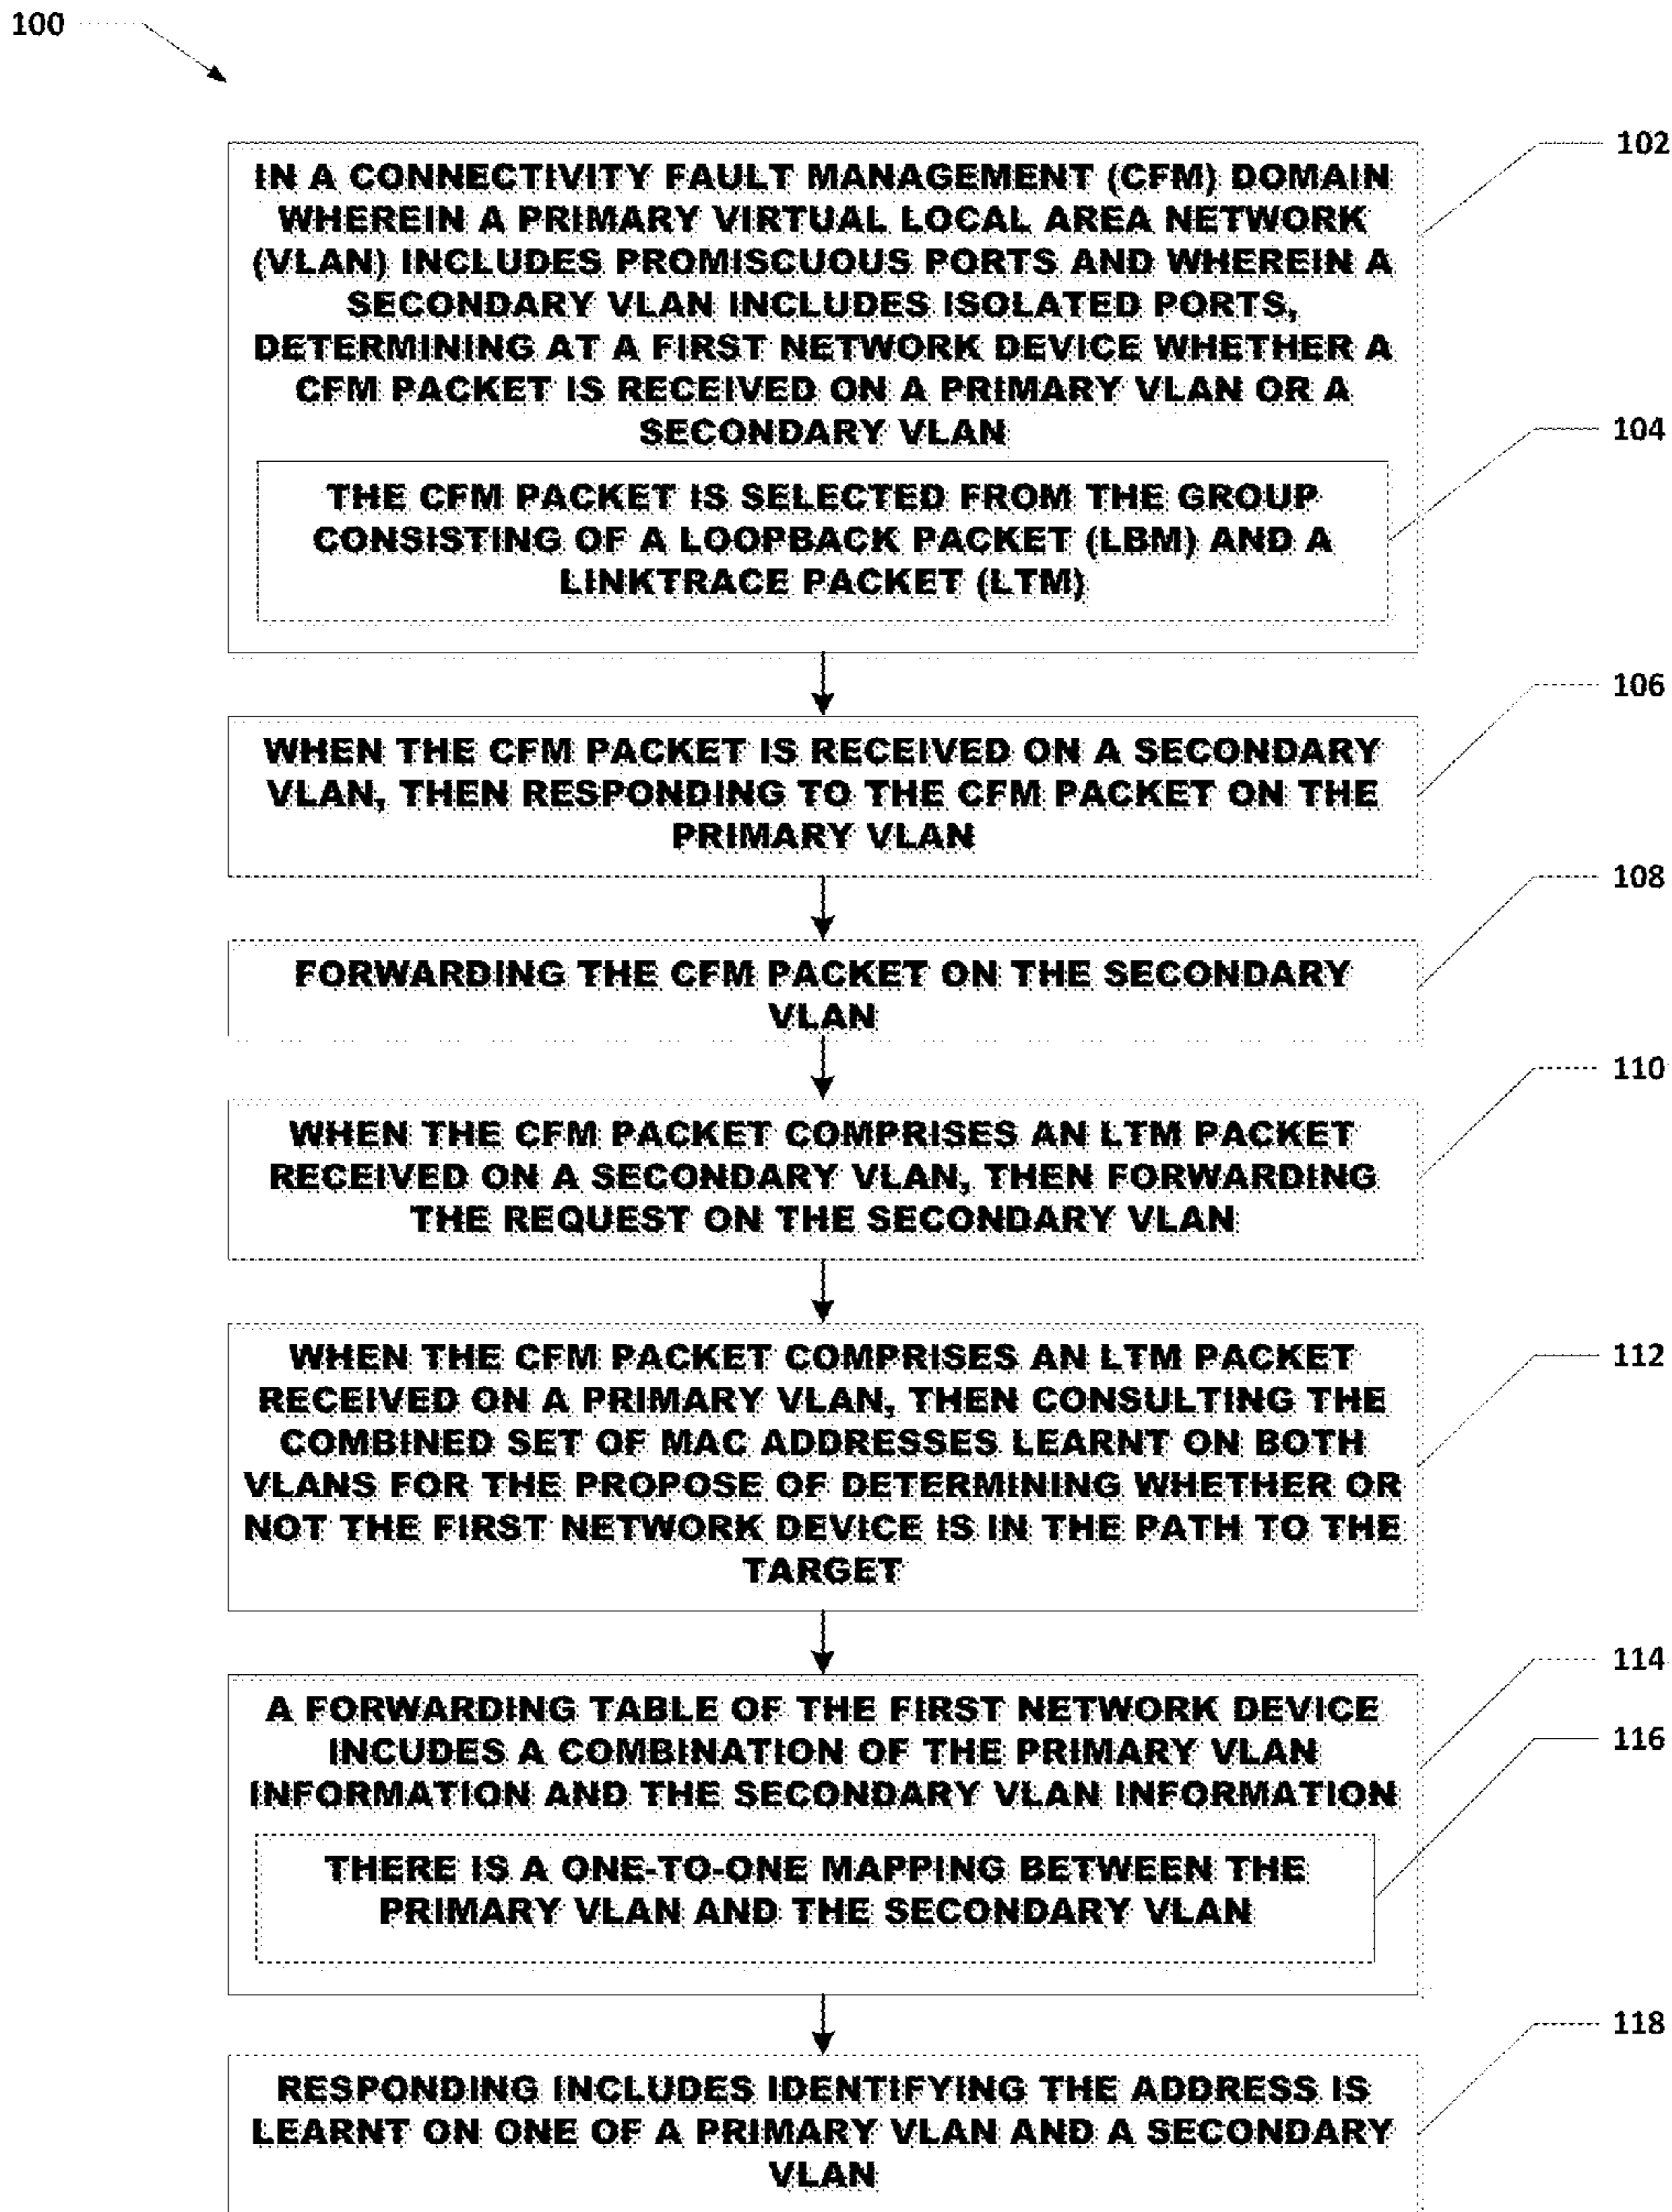 100
102
IN A CONNECTIVITY FAULT MANAGEMENT (CFM) DOMAIN
WHEREIN A PRIMARY VIRTUAL LOCAL AREA NETWORK
(VLAN) INCLUDES PROMISCUOUS PORTS AND WHEREIN A
SECONDARY VLAN INCLUDES ISOLATED PORTS,
DETERMINING AT A FIRST NETWORK DEVICE WHETHER A
CFM PACKET IS RECEIVED ON A PRIMARY VLAN OR A
SECONDARY VLAN
104
THE CFM PACKET IS SELECTED FROM THE GROUP
CONSISTING OF A LOOPBACK PACKET (LBM) AND A
LINKTRACE PACKET (LTM)
106
WHEN THE CFM PACKET IS RECEIVED ON A SECONDARY
VLAN, THEN RESPONDING TO THE CFM PACKET ON THE
PRIMARY VLAN
108
FORWARDING THE CFM PACKET ON THE SECONDARY
VLAN
110
WHEN THE CFM PACKET COMPRISES AN LTM PACKET
RECEIVED ON A SECONDARY VLAN, THEN FORWARDING
THE REQUEST ON THE SECONDARY VLAN
112
WHEN THE CFM PACKET COMPRISES AN LTM PACKET
RECEIVED ON A PRIMARY VLAN, THEN CONSULTING THE
COMBINED SET OF MAC ADDRESSES LEARNT ON BOTH
VLANS FOR THE PROPOSE OF DETERMINING WHETHER OR
NOT THE FIRST NETWORK DEVICE IS IN THE PATH TO THE
TARGET
114
A FORWARDING TABLE OF THE FIRST NETWORK DEVICE
INCUDES A COMBINATION OF THE PRIMARY VLAN
INFORMATION AND THE SECONDARY VLAN INFORMATION
116
THERE IS A ONE-TO-ONE MAPPING BETWEEN THE
PRIMARY VLAN AND THE SECONDARY VLAN
118
RESPONDING INCLUDES IDENTIFYING THE ADDRESS IS
LEARNT ON ONE OF A PRIMARY VLAN AND A SECONDARY
VLAN